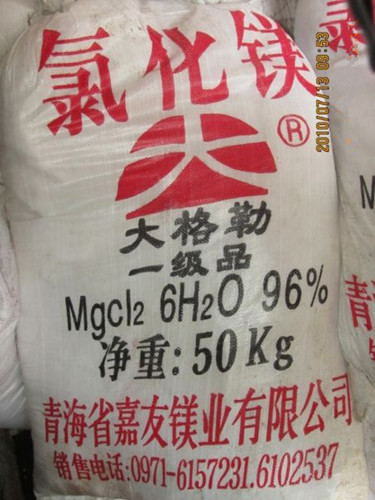 氯化镁
®
大格勒
一级品
Mgcl2 6H2O 96%
净重:50Kg
青海省嘉友镁业有限公司
销售电话:0971-6157231.6102537
2010/07/13 09:53
M
青海